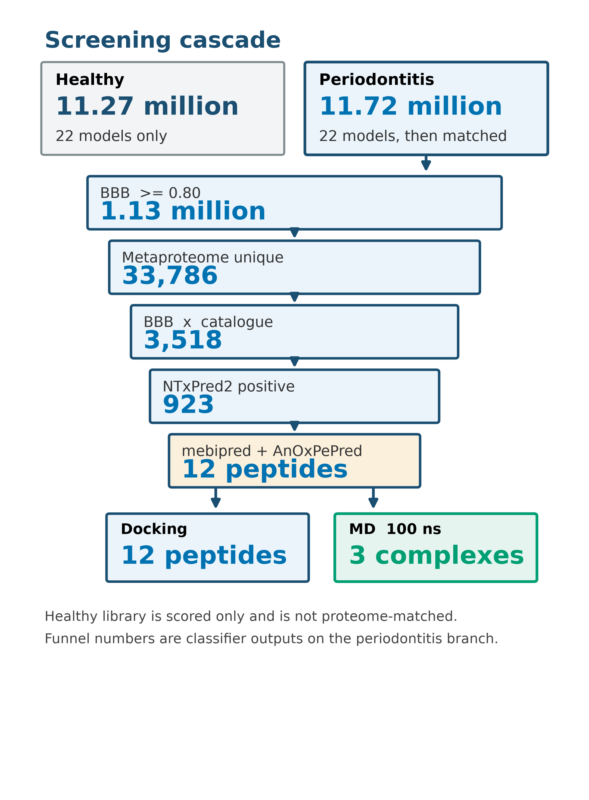 Screening cascade
Healthy
11.27 million
22 models only
Periodontitis
11.72 million
22 models, then matched
BBB >= 0.80
1.13 million
Metaproteome unique
33,786
BBB x catalogue
3,518
NTxPred2 positive
923
mebipred + AnOxPePred
12 peptides
Docking
12 peptides
MD 100 ns
3 complexes
Healthy library is scored only and is not proteome-matched.
Funnel numbers are classifier outputs on the periodontitis branch.